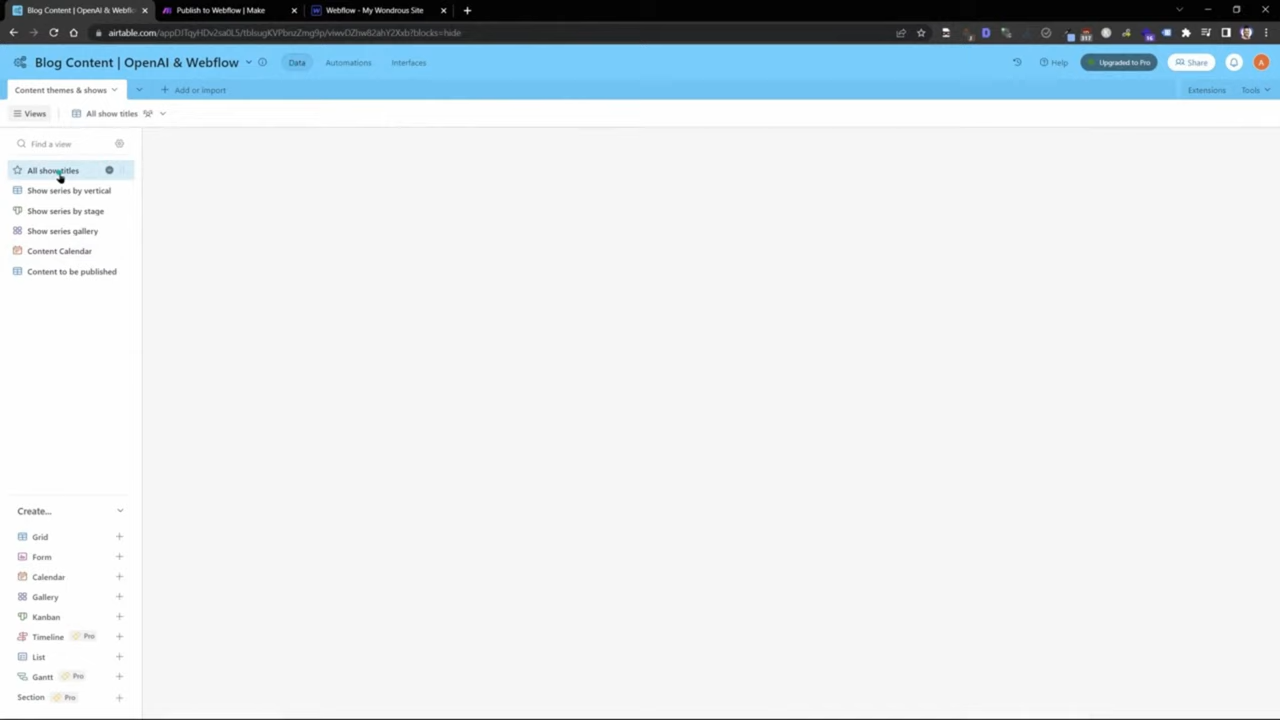 Blog Content | OpenAI & Webflo
Publish to Webflow | Make
Webflow - My Wondrous Site
airtable.com/appDJTqyHDv2sa0L5/tblsugKVPbnzZmg9p/viwvDZhw82ahY2Xxb?blocks=hide
Blog Content | OpenAI & Webflow
Data
Automations
Interfaces
Help
Upgraded to Pro
Share
A
Content themes & shows
Add or import
Extensions
Tools
Views
All show titles
Find a view
All show titles
Show series by vertical
Show series by stage
Show series gallery
Content Calendar
Content to be published
Create...
Grid
Form
Calendar
Gallery
Kanban
Timeline Pro
List
Gantt Pro
Section Pro